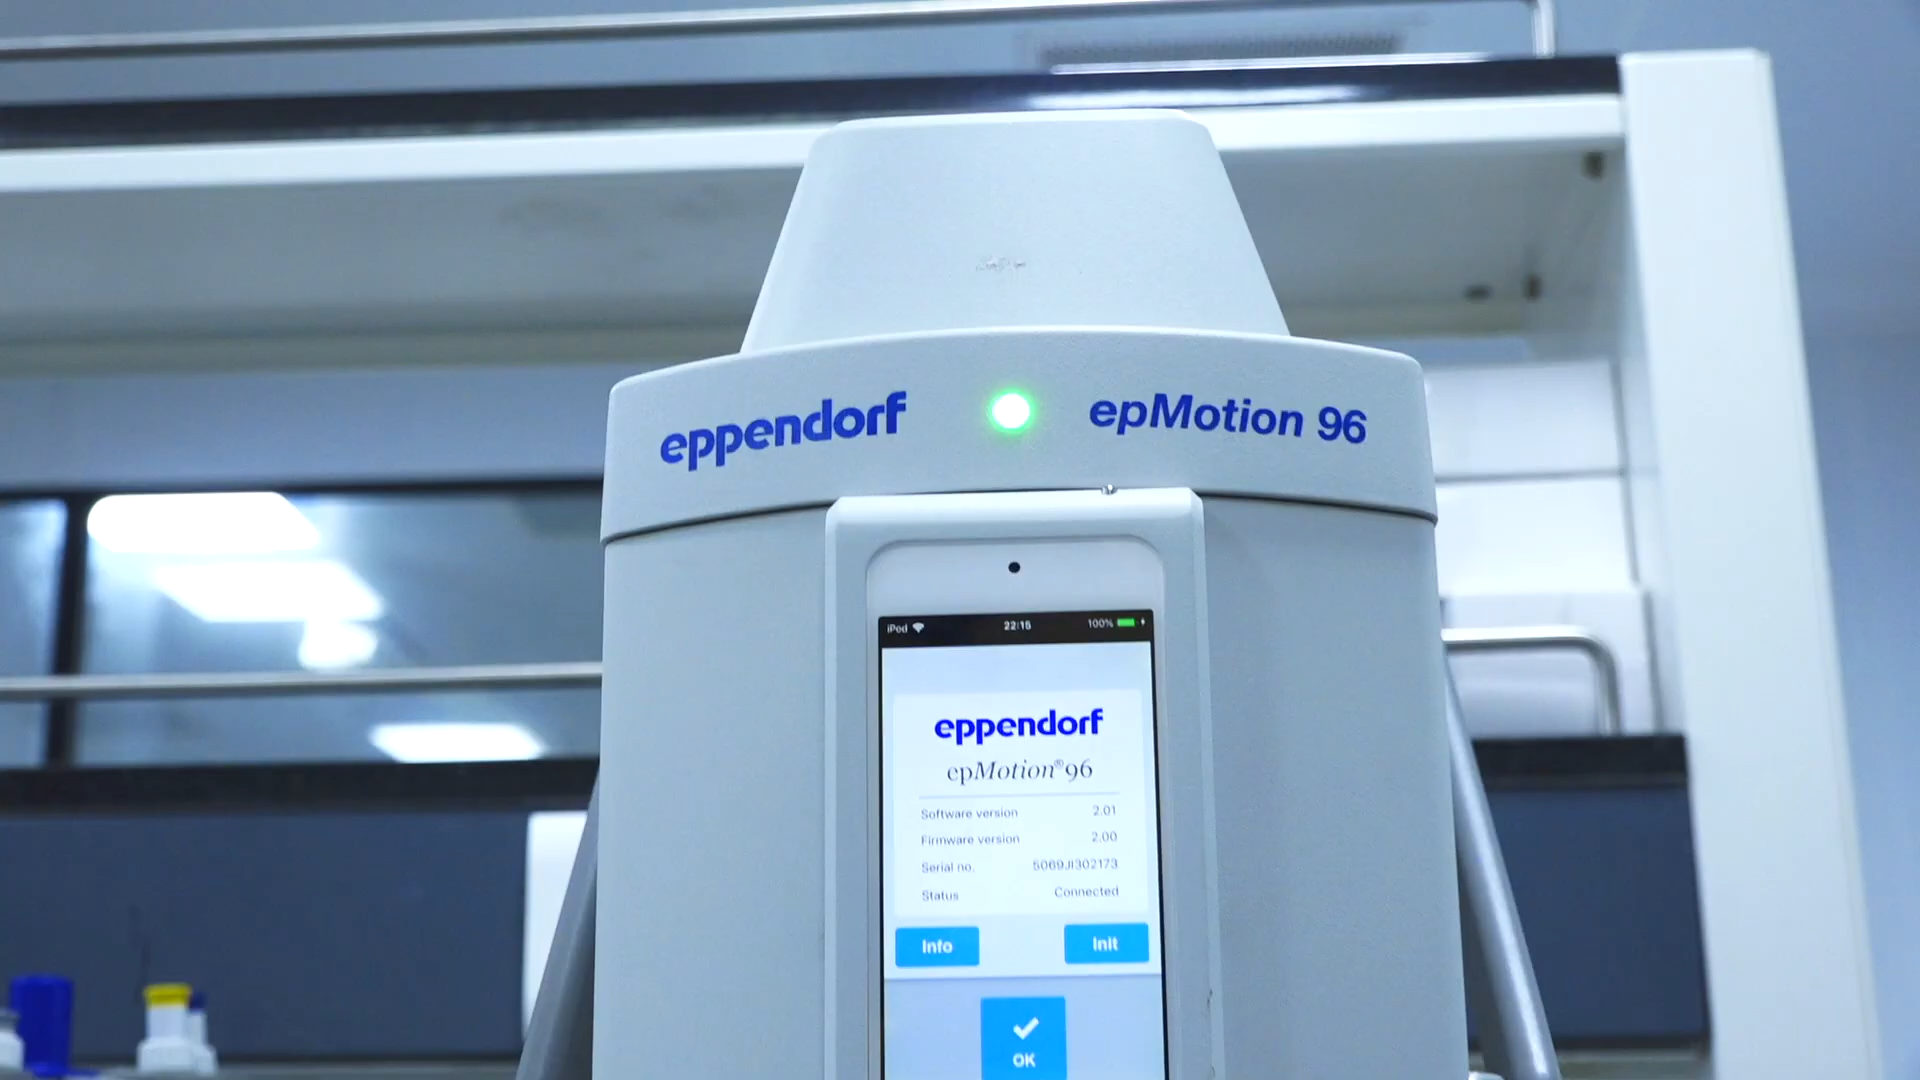 eppendorf epMotion 96
iPod 22:15 100%
eppendorf
epMotion®96
Software version 2.01
Firmware version 2.00
Serial no. 5069JI302173
Status Connected
Info Init
OK